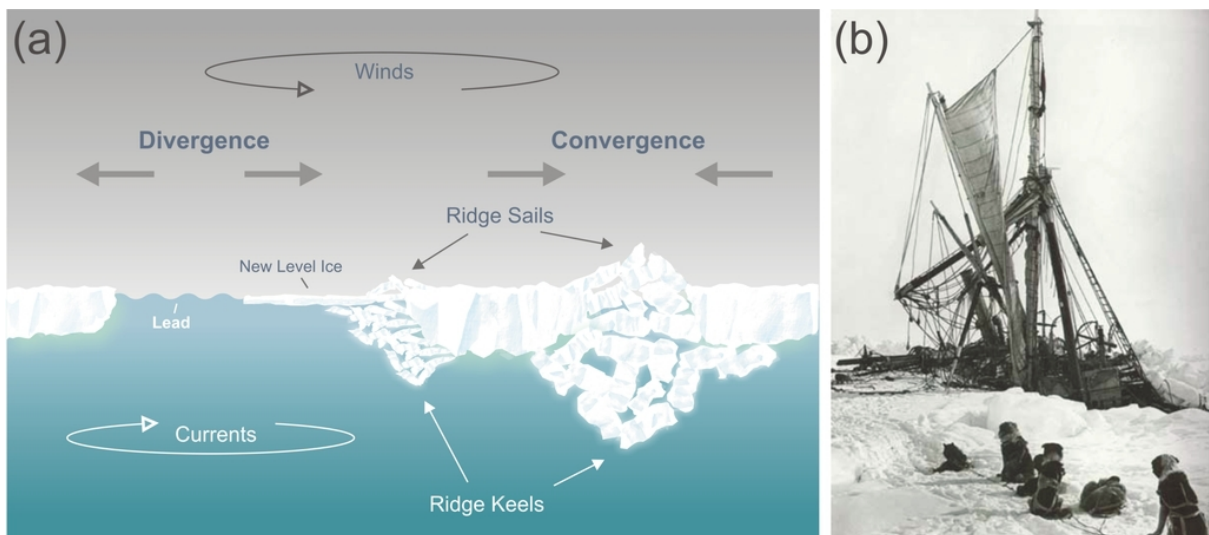 (a)
Winds
Divergence
Convergence
Ridge Sails
New Level Ice
Lead
Currents
Ridge Keels
(b)